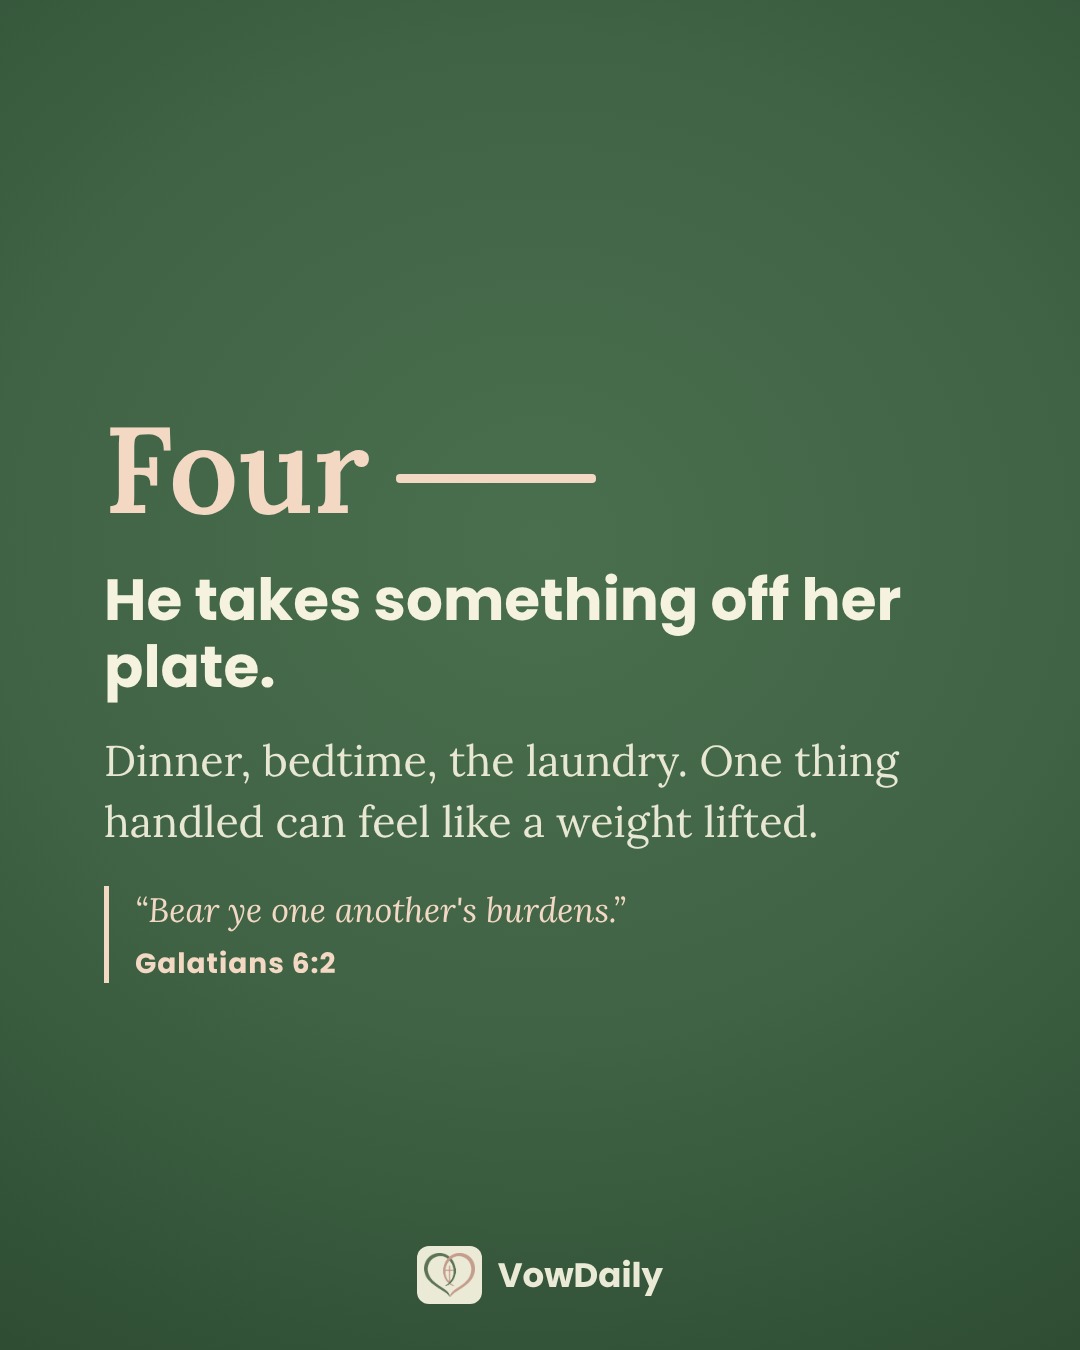 Four
He takes something off her
plate.
Dinner, bedtime, the laundry. One thing
handled can feel like a weight lifted.
“Bear ye one another's burdens.”
Galatians 6:2
VowDaily